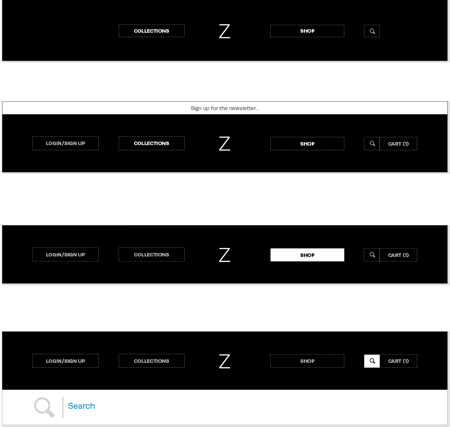 COLLECTIONS Z SHOP
Sign up for the newsletter..
LOGIN/SIGN UP COLLECTIONS Z SHOP CART (1)
LOGIN/SIGN UP COLLECTIONS Z SHOP CART (1)
LOGIN/SIGN UP COLLECTIONS Z SHOP CART (1)
Search